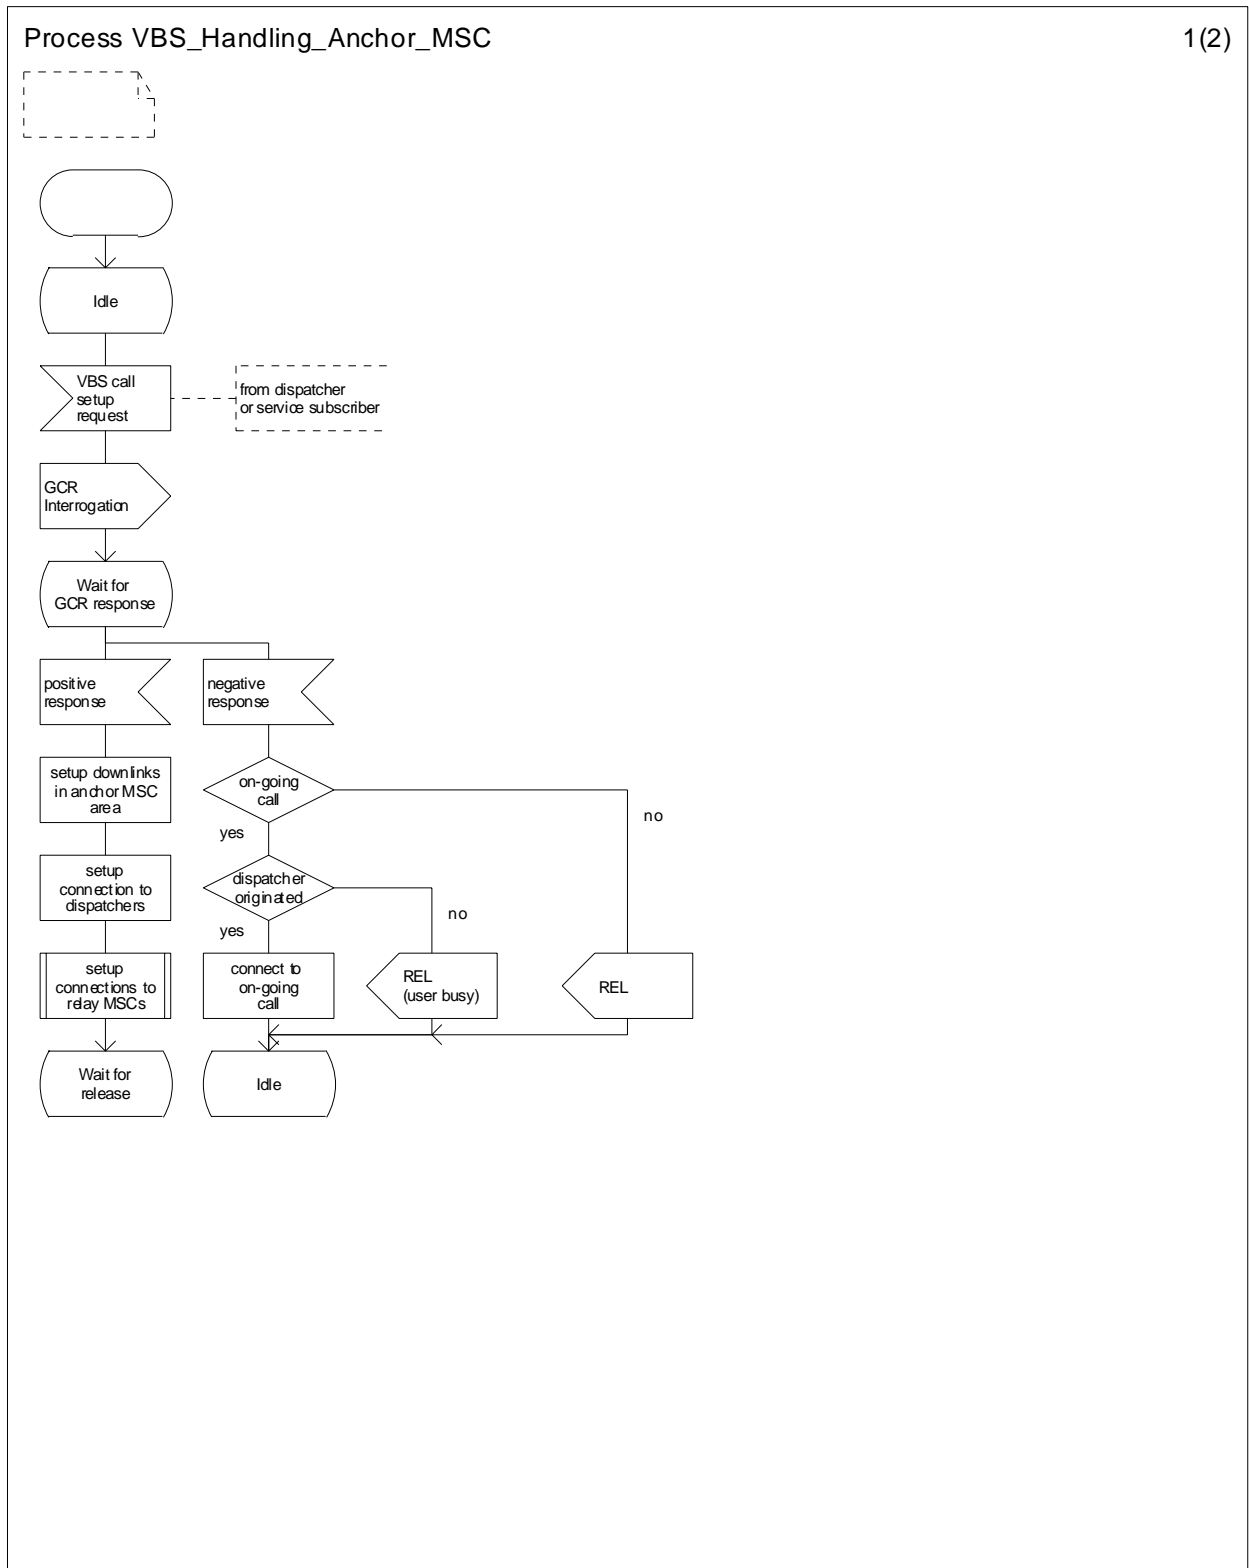 Process VBS_Handling_Anchor_MSC
1(2)
Idle
VBS call
setup
request
from dispatcher
or service subscriber
GCR
Interrogation
Wait for
GCR response
positive
response
negative
response
setup downlinks
in anchor MSC
area
on-going
call
no
yes
setup
connection to
dispatchers
dispatcher
originated
no
yes
setup
connections to
relay MSCs
connect to
on-going
call
REL
(user busy)
REL
Wait for
release
Idle